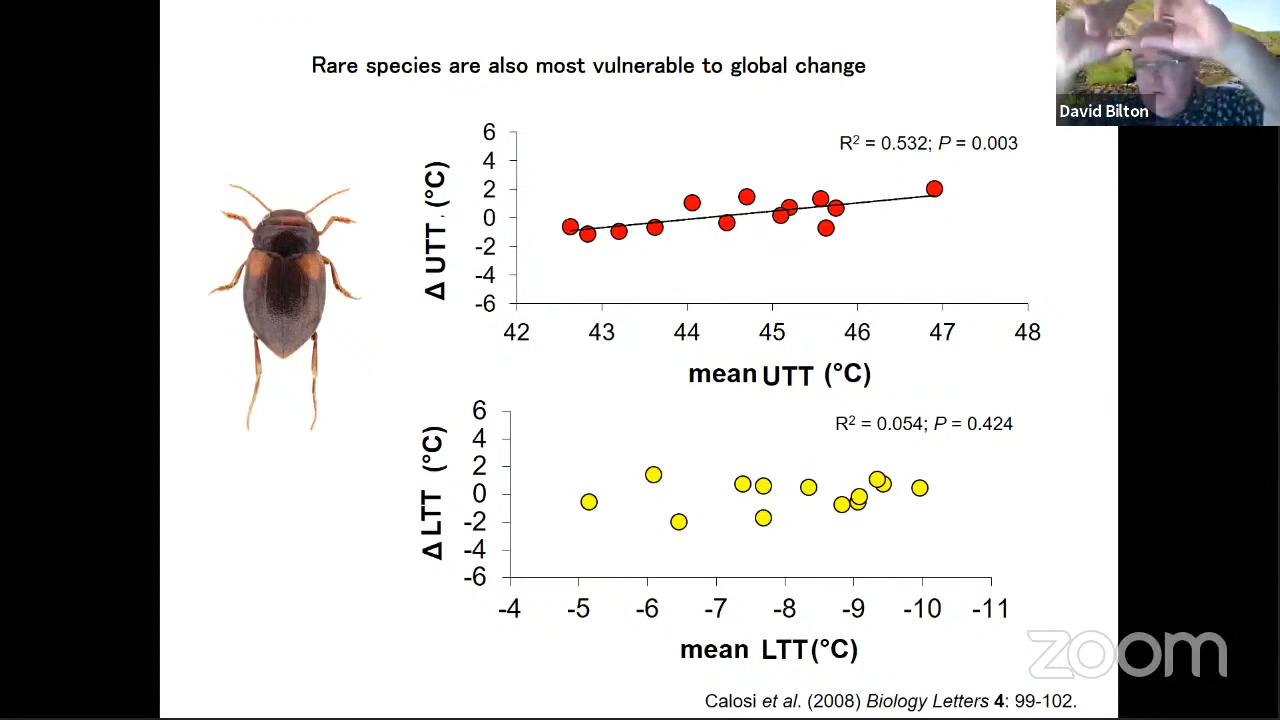 Rare species are also most vulnerable to global change
David Bilton
R² = 0.532; P = 0.003
6
4
2
0
-2
-4
-6
Δ UTT. (°C)
42 43 44 45 46 47 48
mean UTT (°C)
R² = 0.054; P = 0.424
6
4
2
0
-2
-4
-6
Δ LTT (°C)
-4 -5 -6 -7 -8 -9 -10 -11
mean LTT (°C)
zoom
Calosi et al. (2008) Biology Letters 4: 99-102.